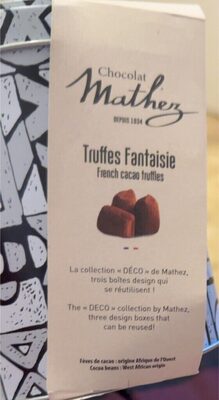 Chocolat
Mathez
DEPUIS 1934
Truffes Fantaisie
French cacao truffles
La collection « DÉCO » de Mathez,
trois boîtes design qui
se réutilisent !
The « DECO » collection by Mathez,
three design boxes that
can be reused!
Fèves de cacao : origine Afrique de l'Ouest
Cocoa beans : West African origin